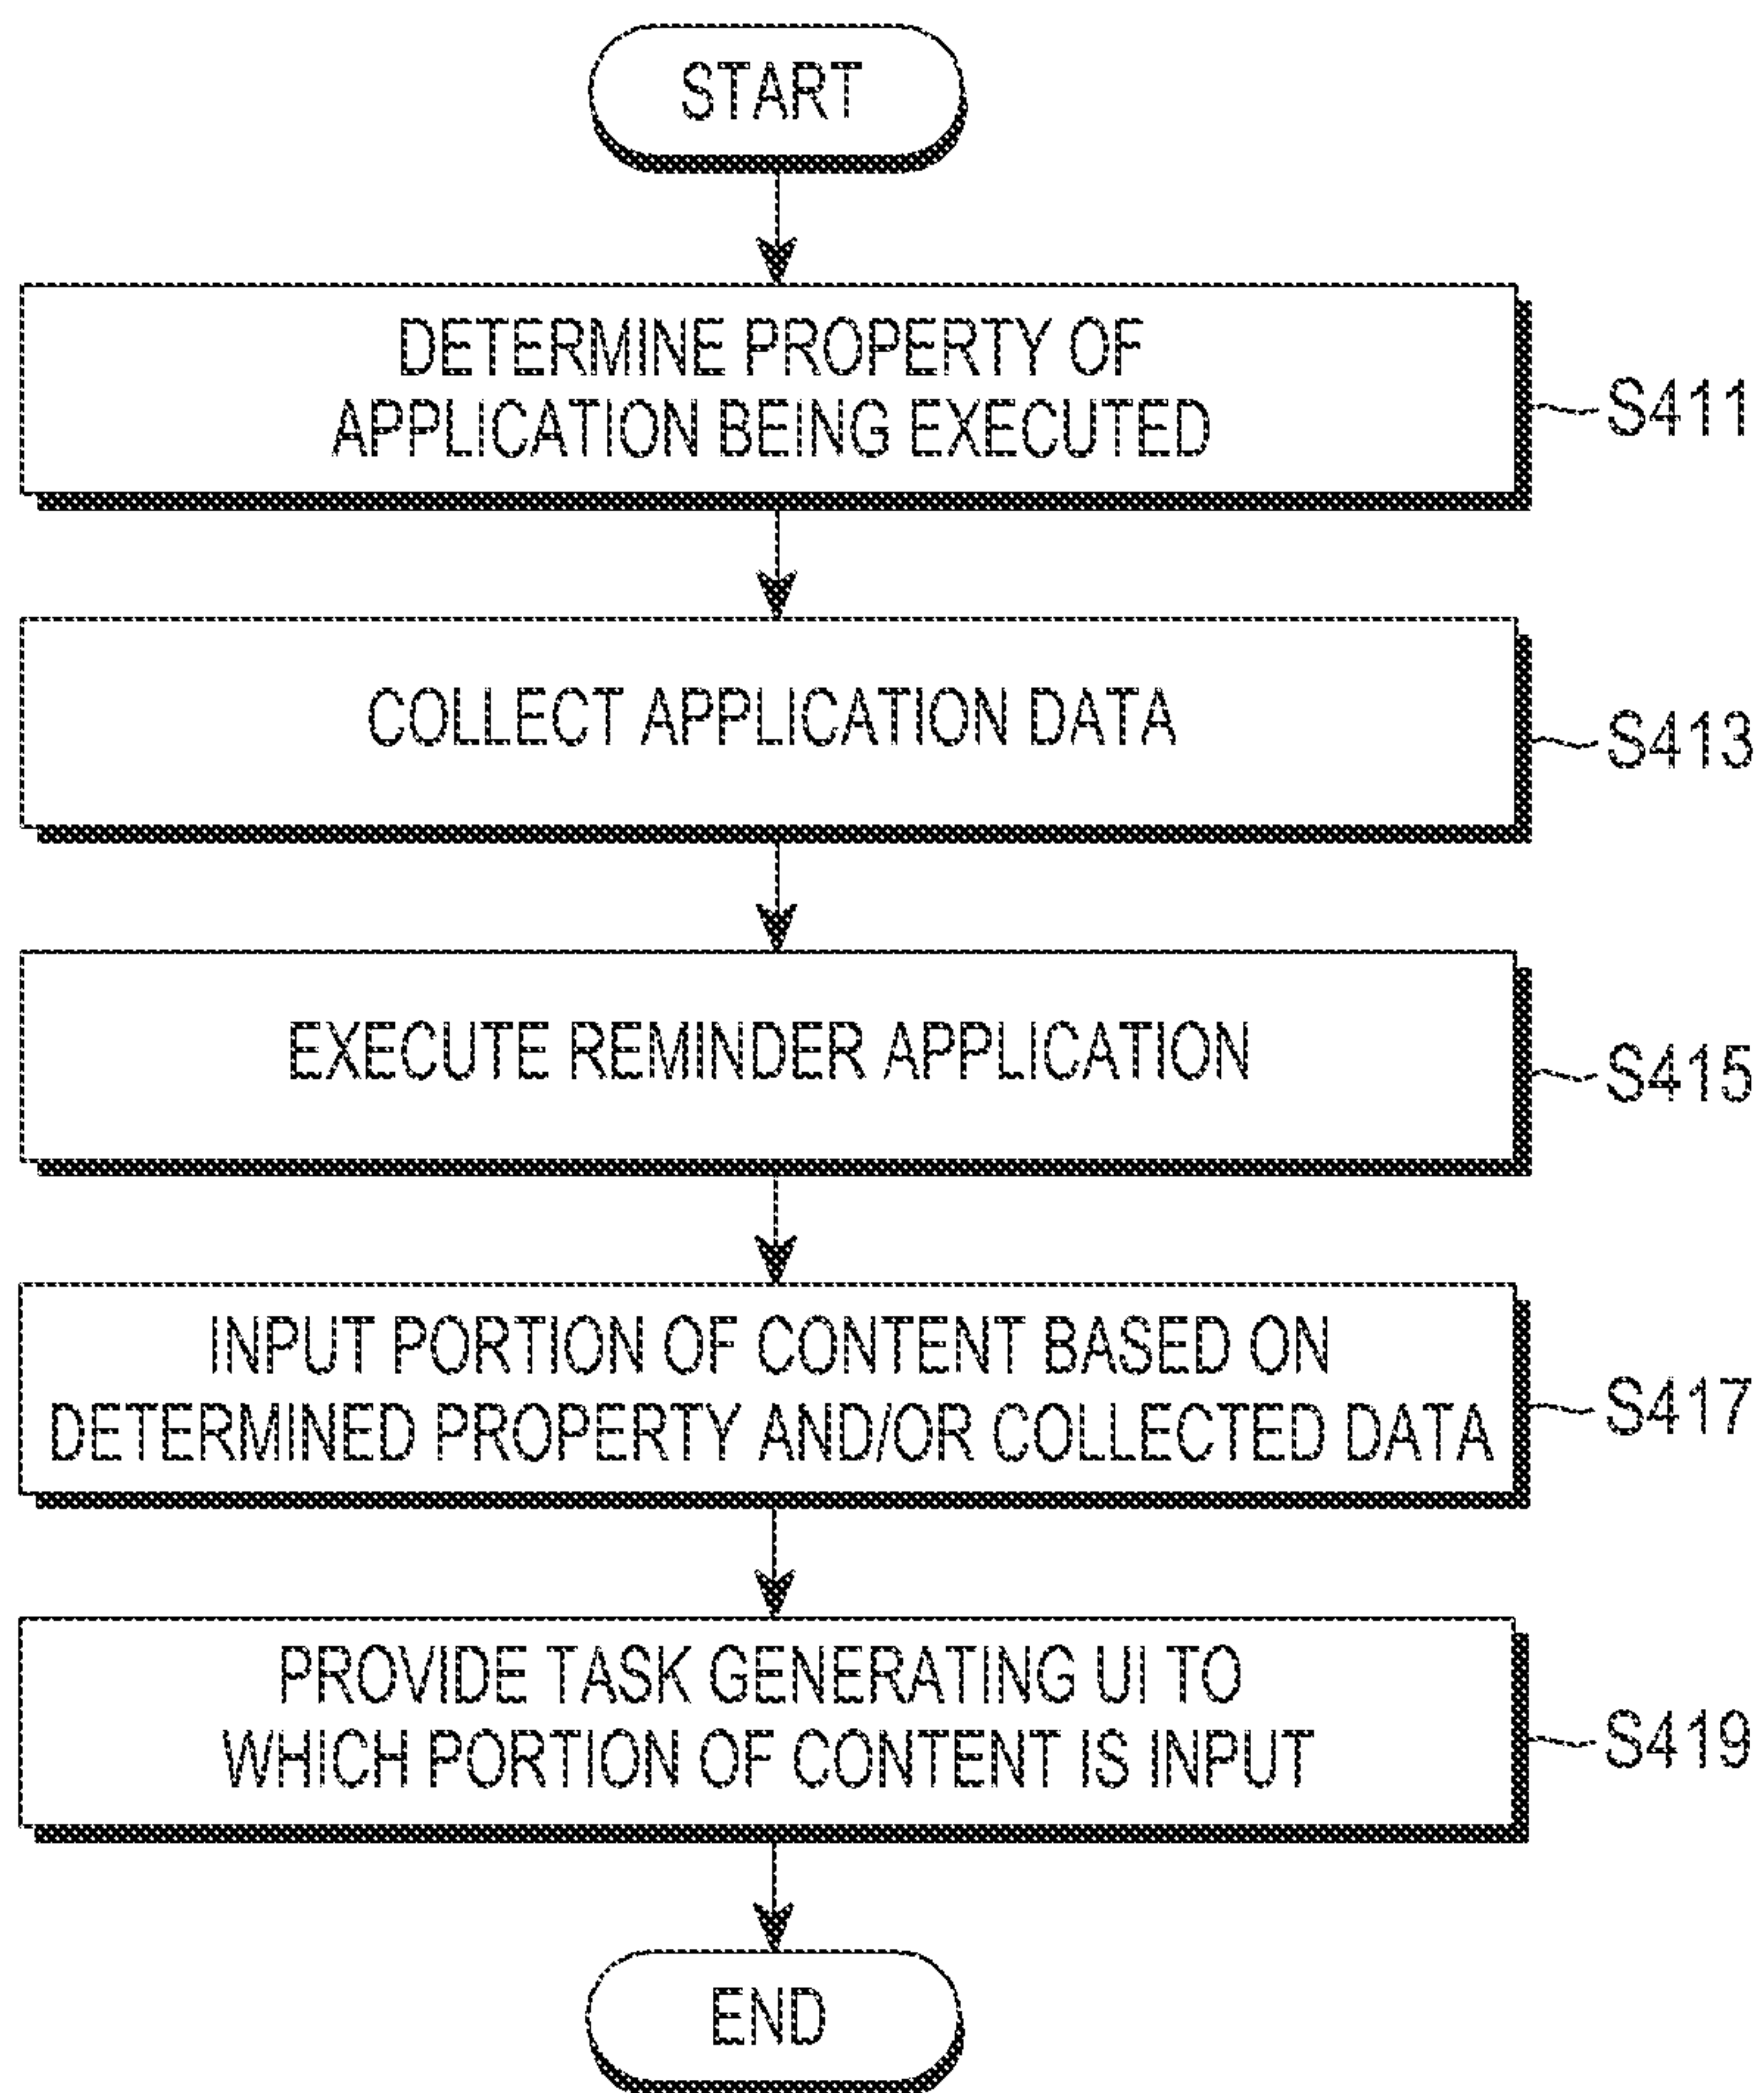 START
DETERMINE PROPERTY OF
APPLICATION BEING EXECUTED
S411
COLLECT APPLICATION DATA
S413
EXECUTE REMINDER APPLICATION
S415
INPUT PORTION OF CONTENT BASED ON
DETERMINED PROPERTY AND/OR COLLECTED DATA
S417
PROVIDE TASK GENERATING UI TO
WHICH PORTION OF CONTENT IS INPUT
S419
END